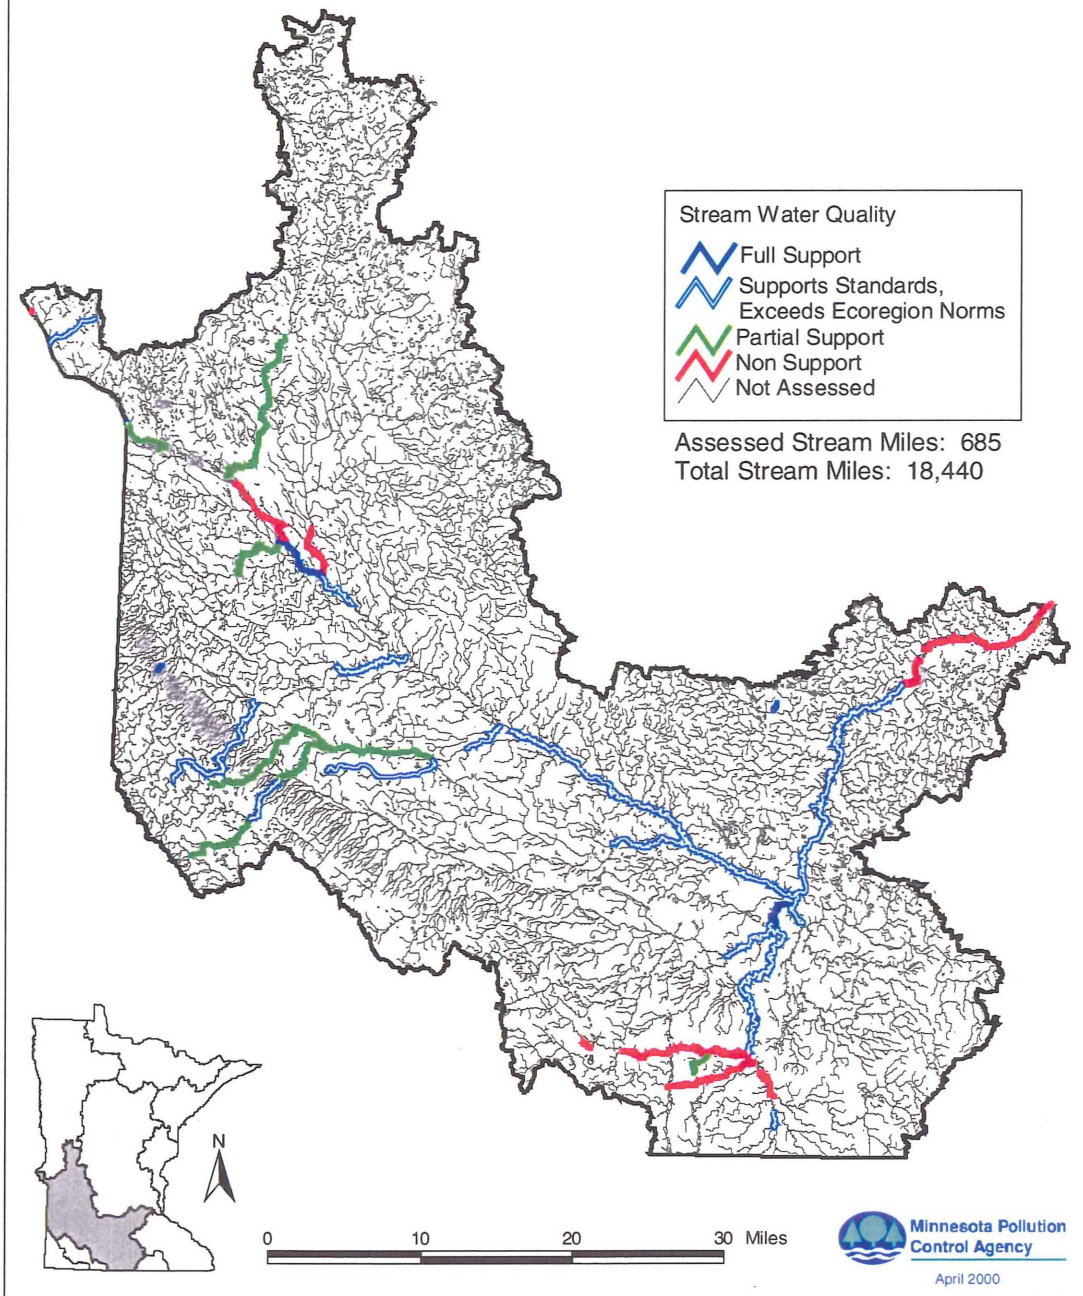 Stream Water Quality
Full Support
Supports Standards,
Exceeds Ecoregion Norms
Partial Support
Non Support
Not Assessed
Assessed Stream Miles: 685
Total Stream Miles: 18,440
N
0 10 20 30 Miles
Minnesota Pollution
Control Agency
April 2000